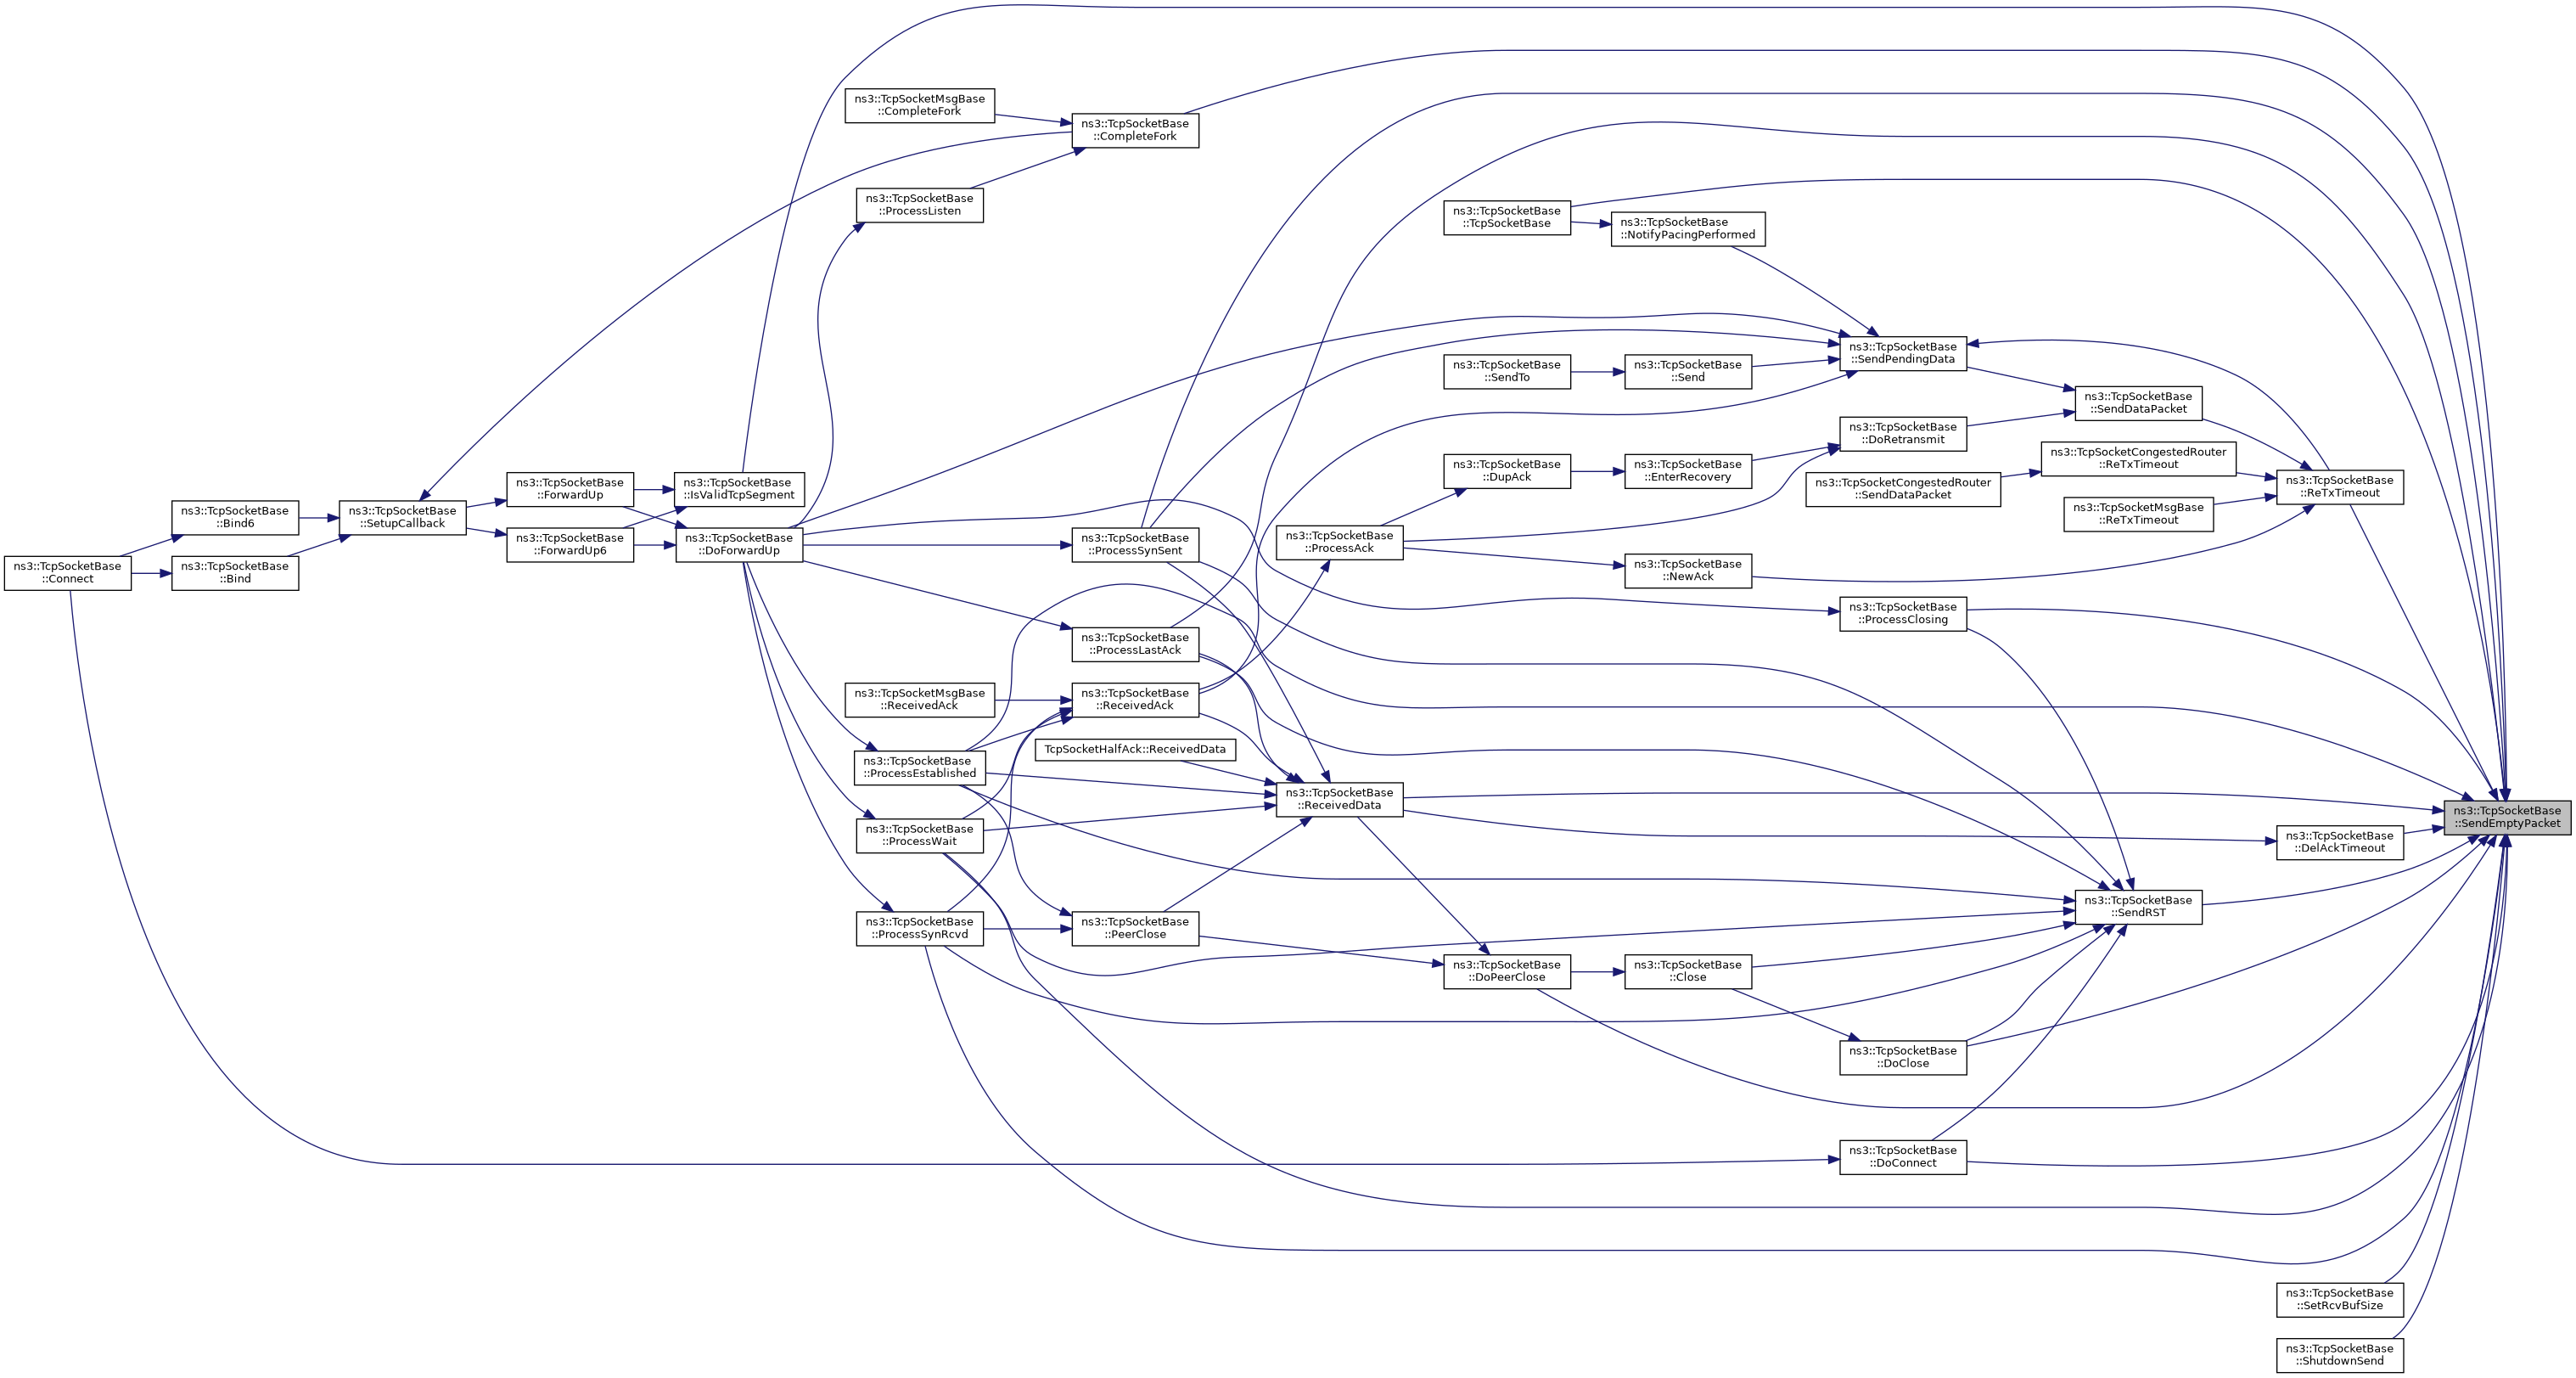 ns3::TcpSocketMsgBase
::CompleteFork
ns3::TcpSocketBase
::CompleteFork
ns3::TcpSocketBase
::ProcessListen
ns3::TcpSocketBase
::TcpSocketBase
ns3::TcpSocketBase
::NotifyPacingPerformed
ns3::TcpSocketBase
::SendPendingData
ns3::TcpSocketBase
::SendTo
ns3::TcpSocketBase
::Send
ns3::TcpSocketBase
::SendDataPacket
ns3::TcpSocketBase
::DoRetransmit
ns3::TcpSocketCongestedRouter
::ReTxTimeout
ns3::TcpSocketBase
::DupAck
ns3::TcpSocketBase
::EnterRecovery
ns3::TcpSocketCongestedRouter
::SendDataPacket
ns3::TcpSocketBase
::ReTxTimeout
ns3::TcpSocketMsgBase
::ReTxTimeout
ns3::TcpSocketBase
::ForwardUp
ns3::TcpSocketBase
::IsValidTcpSegment
ns3::TcpSocketBase
::Bind6
ns3::TcpSocketBase
::SetupCallback
ns3::TcpSocketBase
::ForwardUp6
ns3::TcpSocketBase
::DoForwardUp
ns3::TcpSocketBase
::ProcessSynSent
ns3::TcpSocketBase
::ProcessAck
ns3::TcpSocketBase
::Connect
ns3::TcpSocketBase
::Bind
ns3::TcpSocketBase
::NewAck
ns3::TcpSocketBase
::ProcessClosing
ns3::TcpSocketBase
::ProcessLastAck
ns3::TcpSocketMsgBase
::ReceivedAck
ns3::TcpSocketBase
::ReceivedAck
TcpSocketHalfAck::ReceivedData
ns3::TcpSocketBase
::ProcessEstablished
ns3::TcpSocketBase
::ReceivedData
ns3::TcpSocketBase
::SendEmptyPacket
ns3::TcpSocketBase
::ProcessWait
ns3::TcpSocketBase
::DelAckTimeout
ns3::TcpSocketBase
::SendRST
ns3::TcpSocketBase
::ProcessSynRcvd
ns3::TcpSocketBase
::PeerClose
ns3::TcpSocketBase
::DoPeerClose
ns3::TcpSocketBase
::Close
ns3::TcpSocketBase
::DoClose
ns3::TcpSocketBase
::DoConnect
ns3::TcpSocketBase
::SetRcvBufSize
ns3::TcpSocketBase
::ShutdownSend